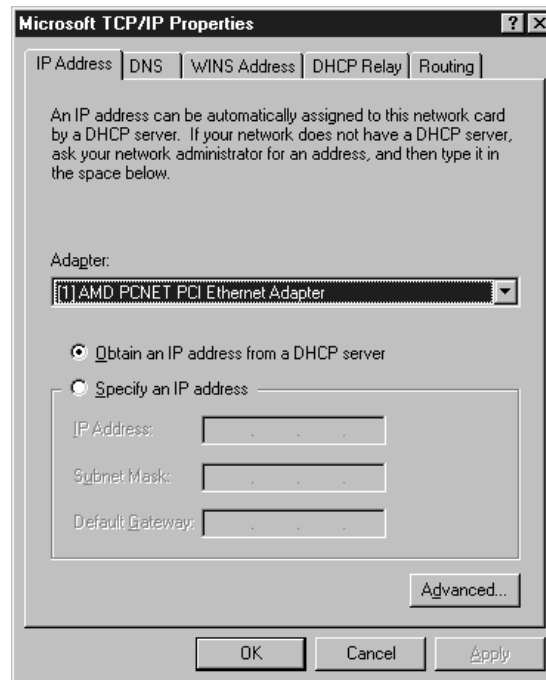 Microsoft TCP/IP Properties
IP Address DNS WINS Address DHCP Relay Routing
An IP address can be automatically assigned to this network card
by a DHCP server. If your network does not have a DHCP server,
ask your network administrator for an address, and then type it in
the space below.
Adapter:
[1] AMD PCNET PCI Ethernet Adapter
Obtain an IP address from a DHCP server
Specify an IP address
IP Address:
Subnet Mask:
Default Gateway:
Advanced...
OK Cancel Apply